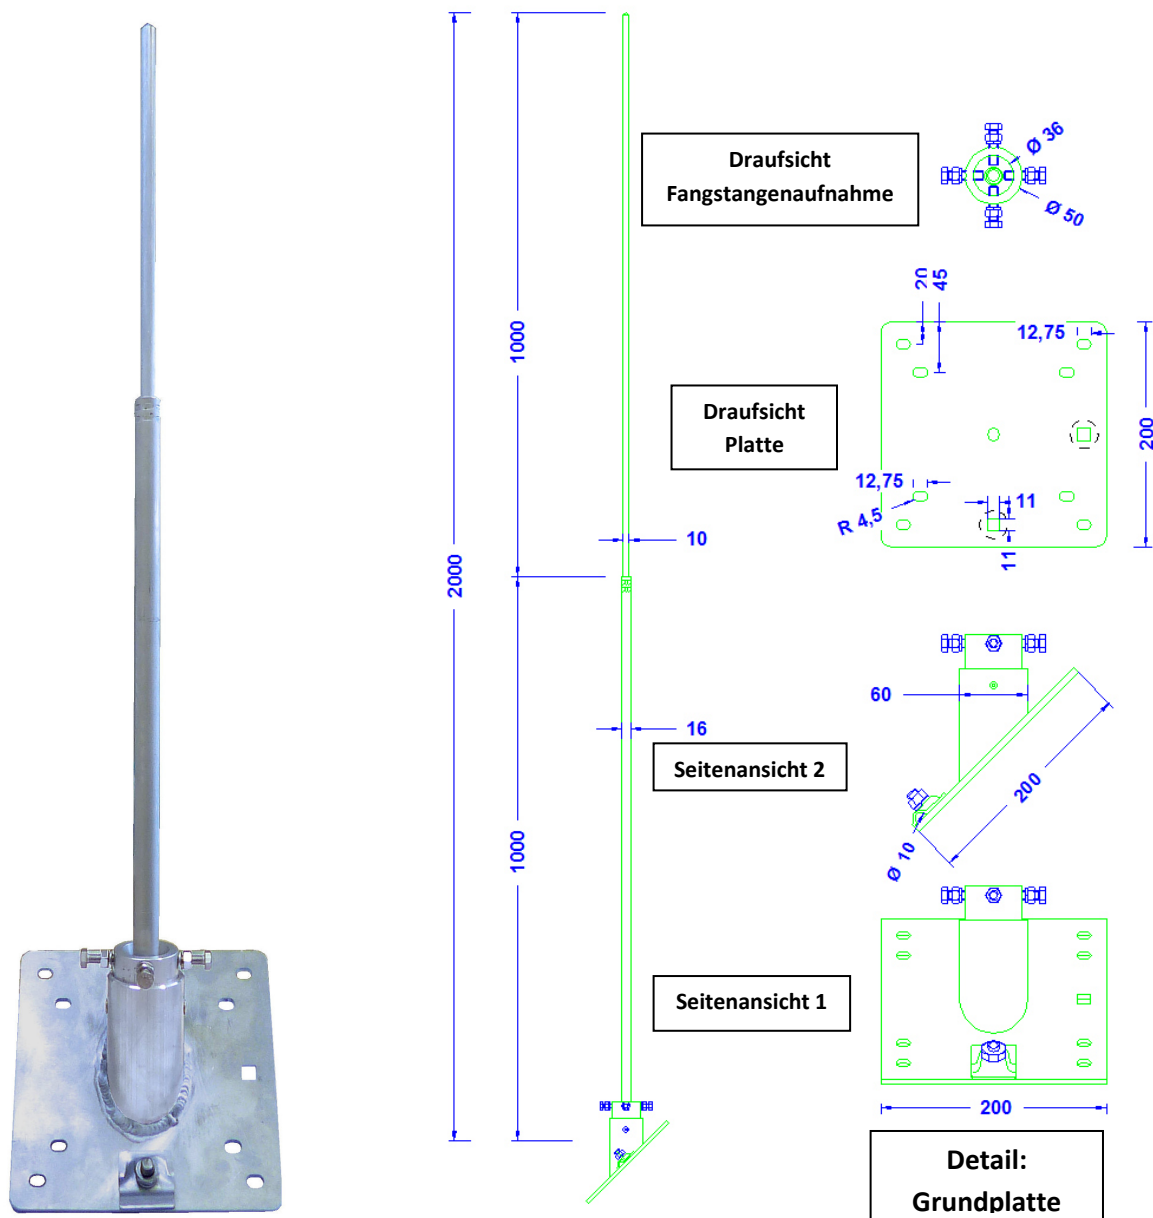 Draufsicht
Fangstangenaufnahme
Ø 36
Ø 50
20
45
12,75
1000
Draufsicht
Platte
200
12,75
11
R 4,5
11
10
2000
60
16
Seitenansicht 2
200
1000
Ø 10
Seitenansicht 1
200
Detail:
Grundplatte